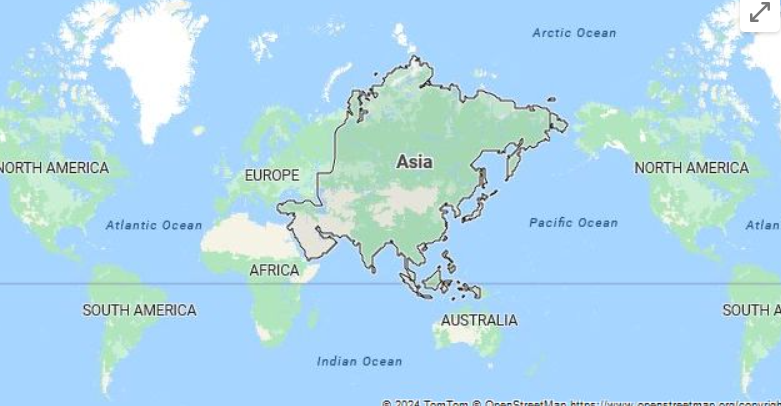 Arctic Ocean
Asia
NORTH AMERICA
EUROPE
NORTH AMERICA
Atlantic Ocean
Pacific Ocean
Atlan
AFRICA
SOUTH AMERICA
AUSTRALIA
SOUTH A
Indian Ocean
© 2024 TomTom © OpenStreetMap https://www.openstreetmap.org/copyrigh